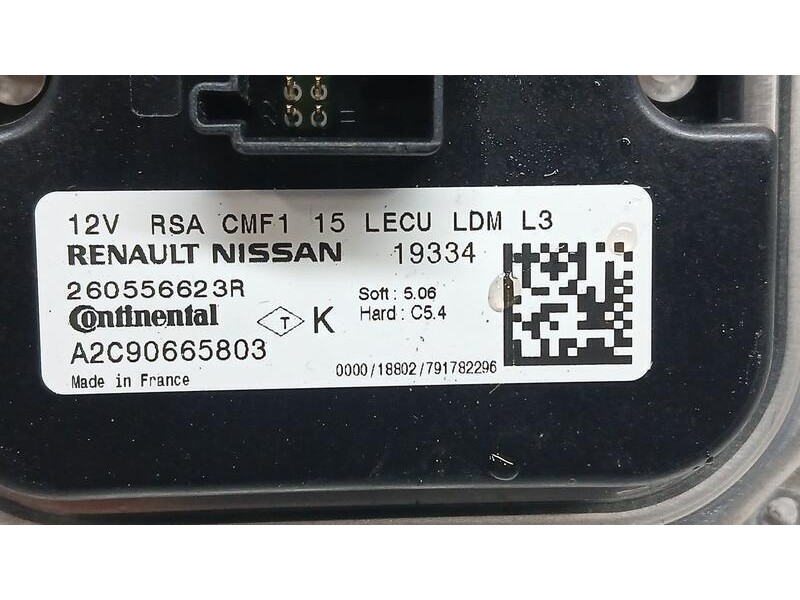 12V RSA CMF1 15 LECU LDM L3
RENAULT NISSAN 19334
260556623R
Continental
T K
Soft : 5.06
Hard : C5.4
A2C90665803
0000/18802/791782296
Made in France